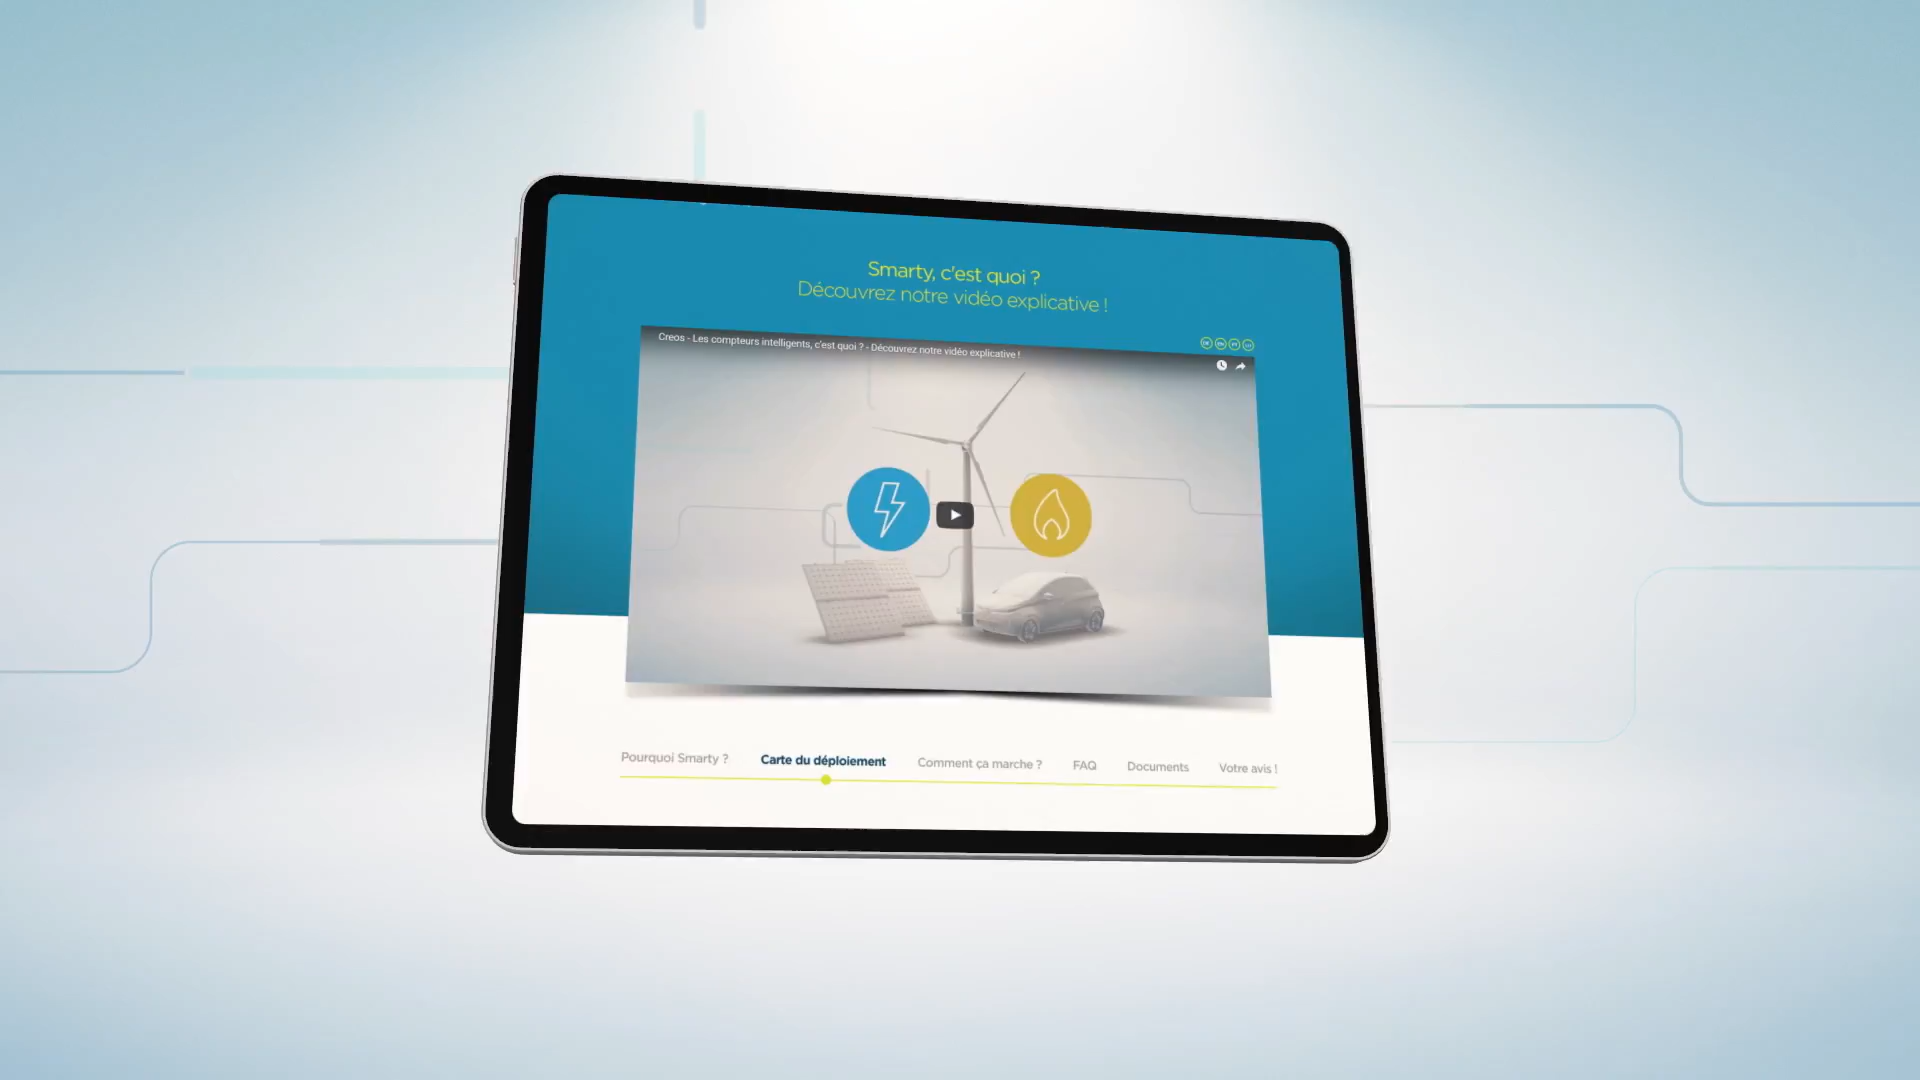 Smarty, c'est quoi ?
Découvrez notre vidéo explicative !
Creos - Les compteurs intelligents, c'est quoi ? - Découvrez notre vidéo explicative !
Pourquoi Smarty ?
Carte du déploiement
Comment ça marche ?
FAQ
Documents
Votre avis !